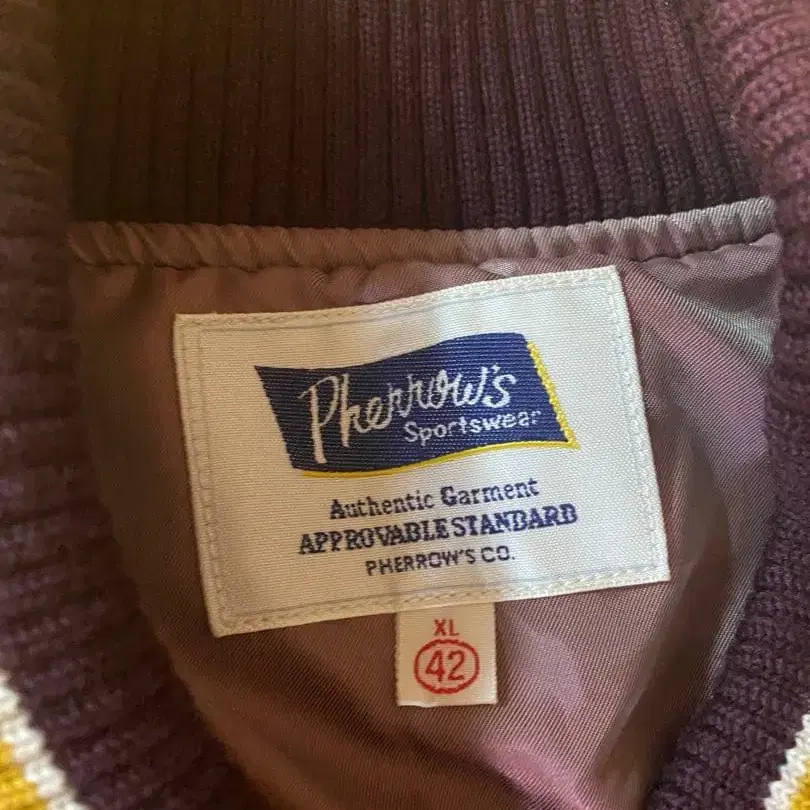 Pherrow's
Sportswear
Authentic Garment
APPROVABLE STANDARD
PHERROW'S CO.
XL
42